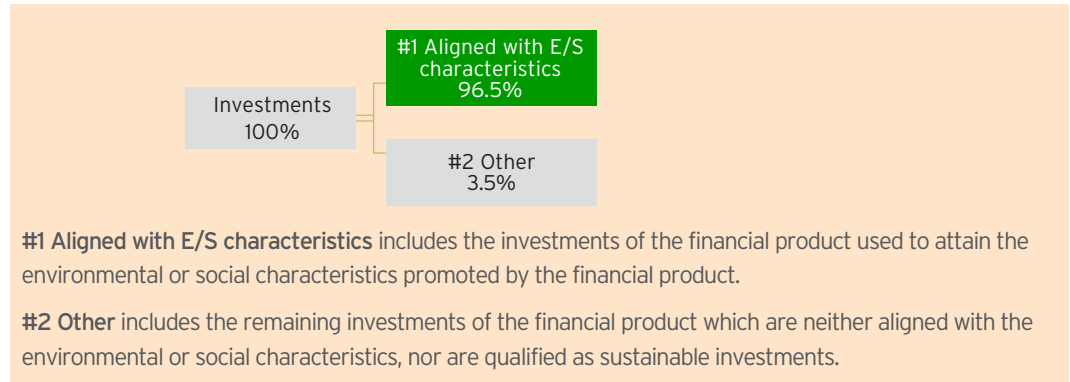 #1 Aligned with E/S
characteristics
96.5%
Investments
100%
#2 Other
3.5%
#1 Aligned with E/S characteristics includes the investments of the financial product used to attain the
environmental or social characteristics promoted by the financial product.
#2 Other includes the remaining investments of the financial product which are neither aligned with the
environmental or social characteristics, nor are qualified as sustainable investments.